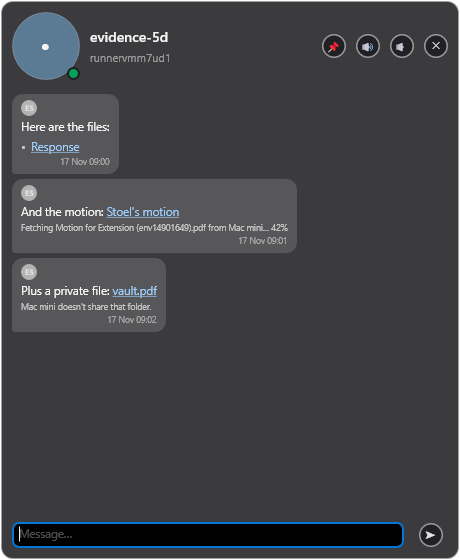 evidence-5d
runnervmm7ud1
ES
Here are the files:
• Response
17 Nov 09:00
ES
And the motion: Stoel's motion
Fetching Motion for Extension (env14901649).pdf from Mac mini... 42%
17 Nov 09:01
ES
Plus a private file: vault.pdf
Mac mini doesn't share that folder.
17 Nov 09:02
Message...